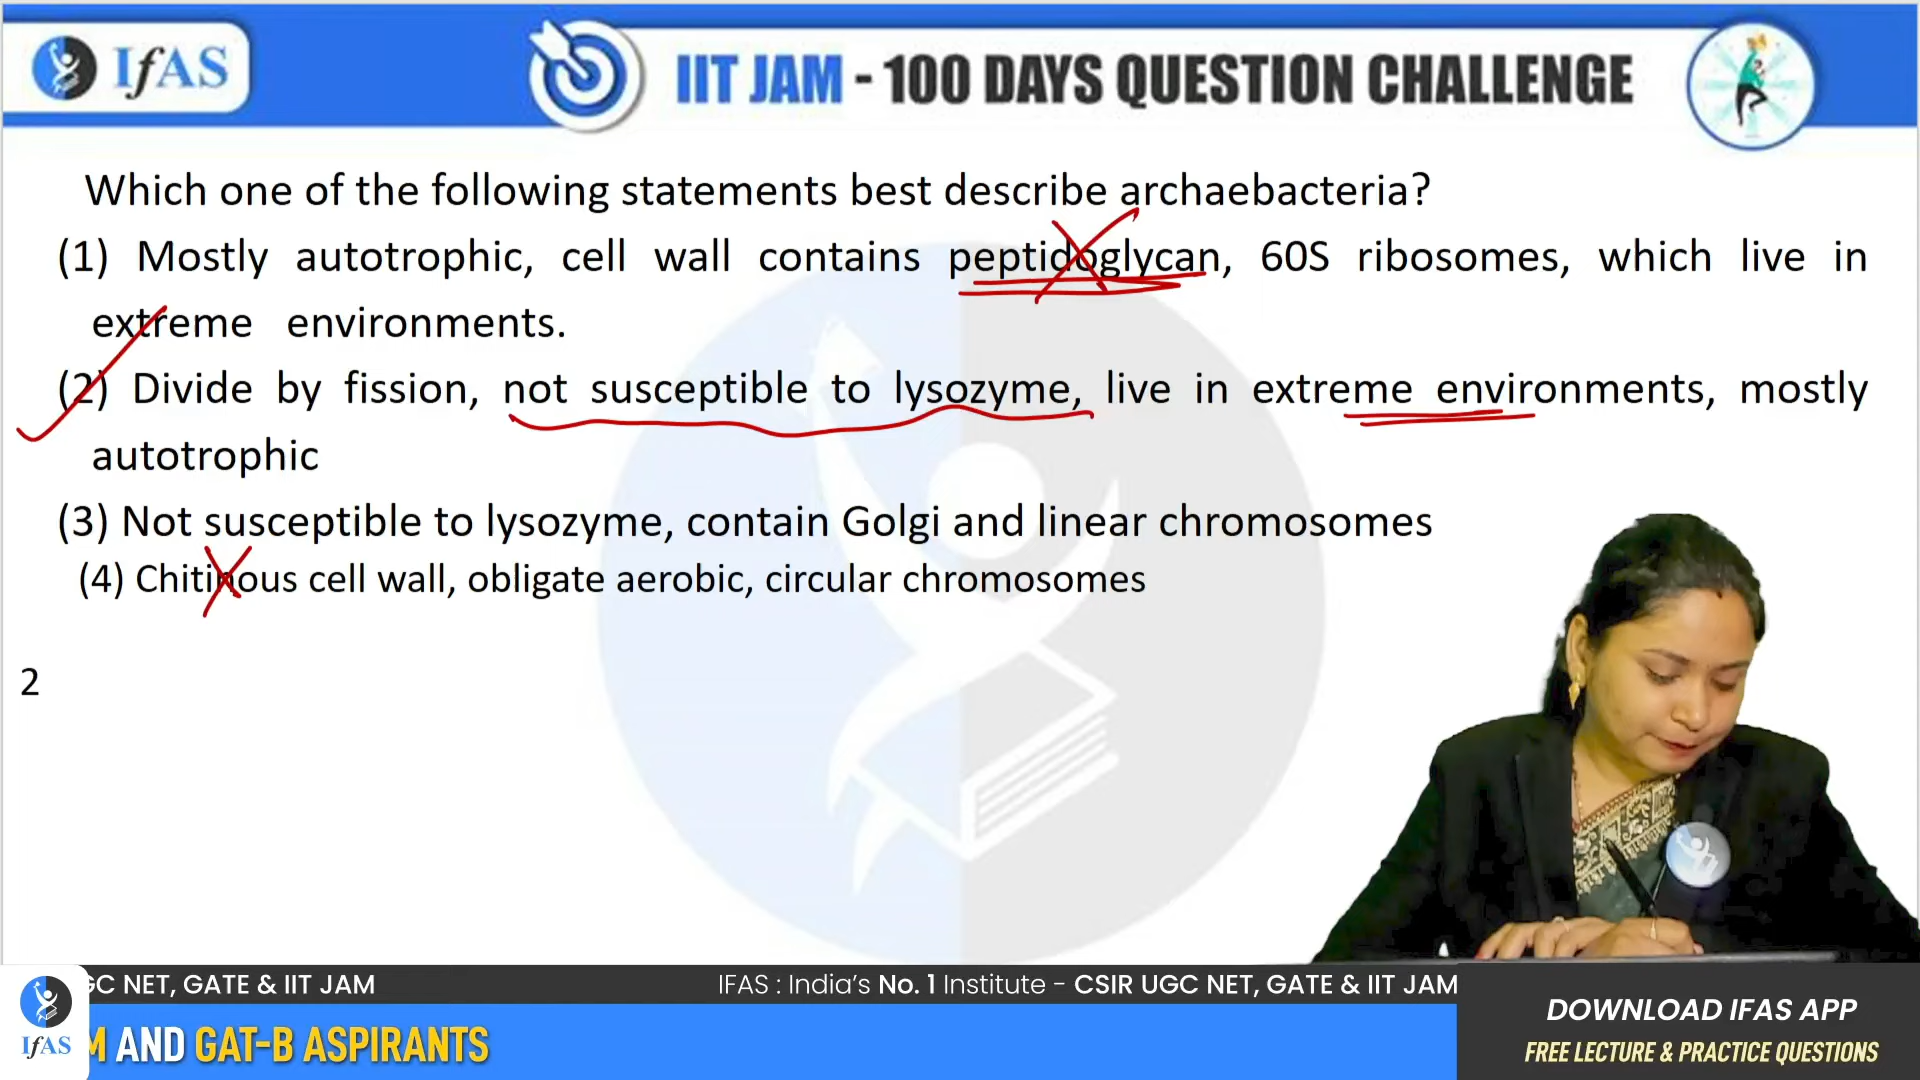 IfAS
IIT JAM - 100 DAYS QUESTION CHALLENGE
Which one of the following statements best describe archaebacteria?
(1) Mostly autotrophic, cell wall contains peptidoglycan, 60S ribosomes, which live in
extreme environments.
(2) Divide by fission, not susceptible to lysozyme, live in extreme environments, mostly
autotrophic
(3) Not susceptible to lysozyme, contain Golgi and linear chromosomes
(4) Chitinous cell wall, obligate aerobic, circular chromosomes
2
GC NET, GATE & IIT JAM
IFAS : India's No. 1 Institute - CSIR UGC NET, GATE & IIT JAM
IfAS
M AND GAT-B ASPIRANTS
DOWNLOAD IFAS APP
FREE LECTURE & PRACTICE QUESTIONS